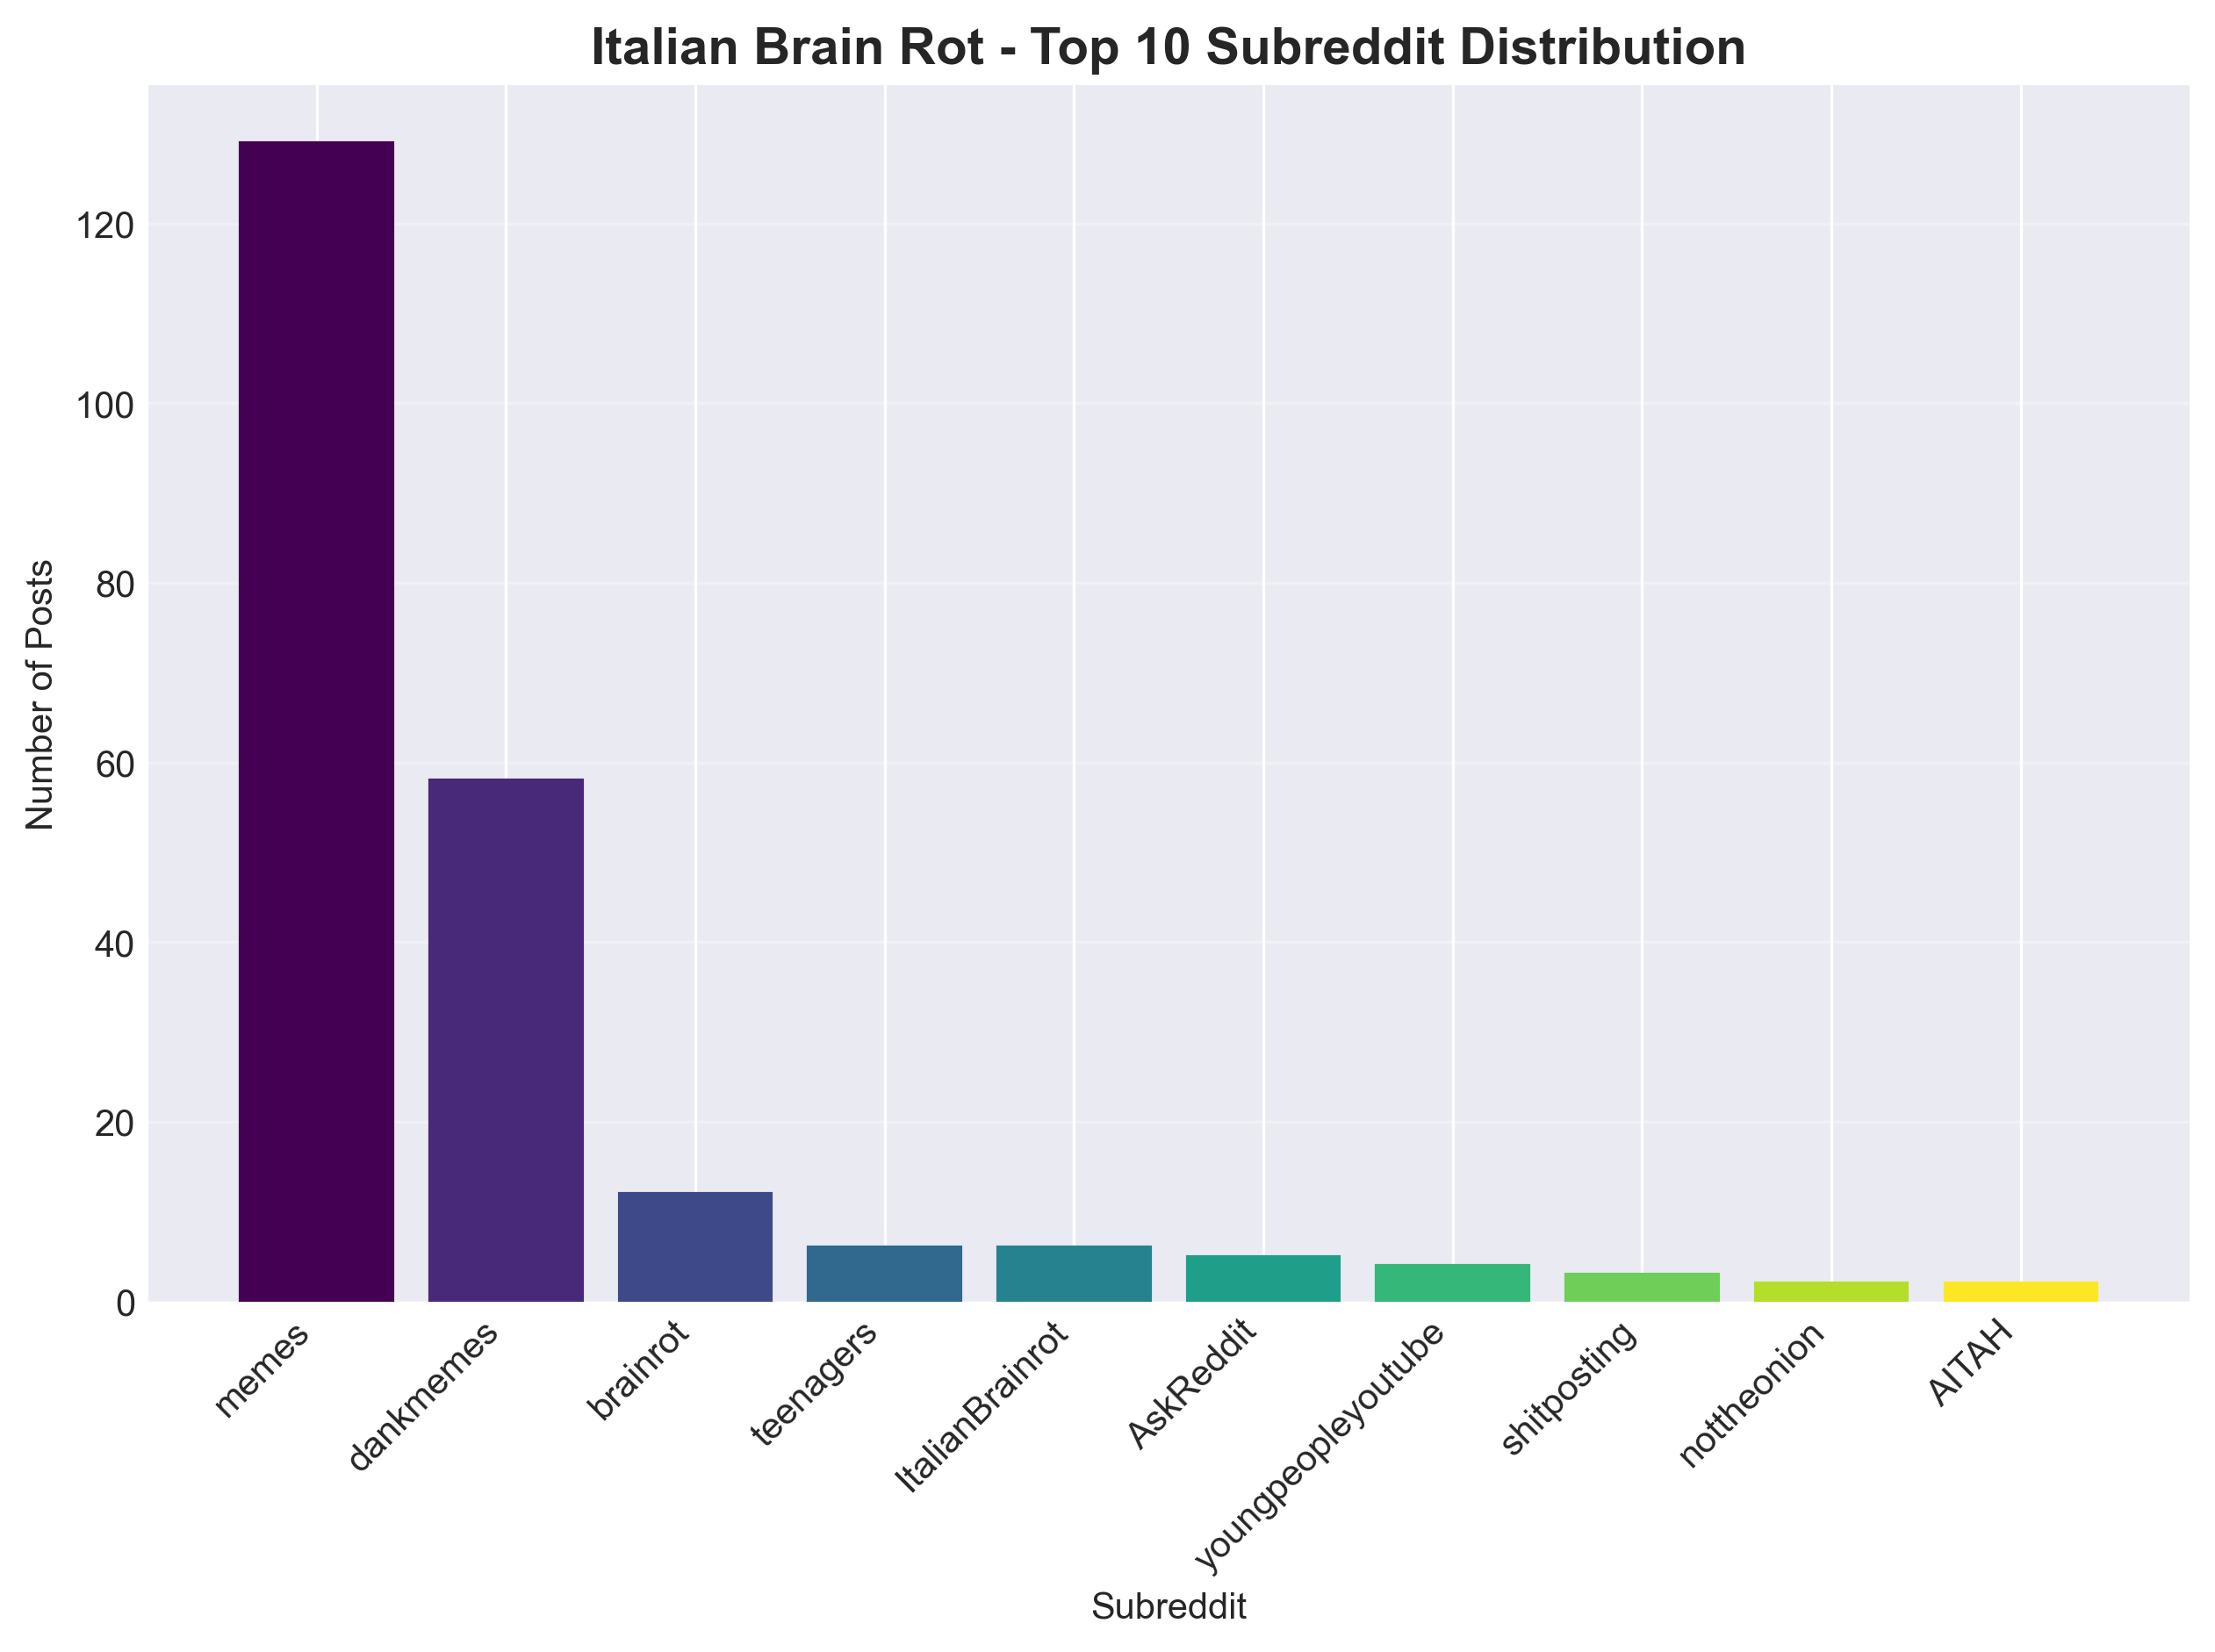 Italian Brain Rot - Top 10 Subreddit Distribution
Number of Posts
120
100
80
60
40
20
0
memes
dankmemes
brainrot
teenagers
ItalianBrainrot
AskReddit
youngpeopleyoutube
shitposting
nottheonion
AITAH
Subreddit